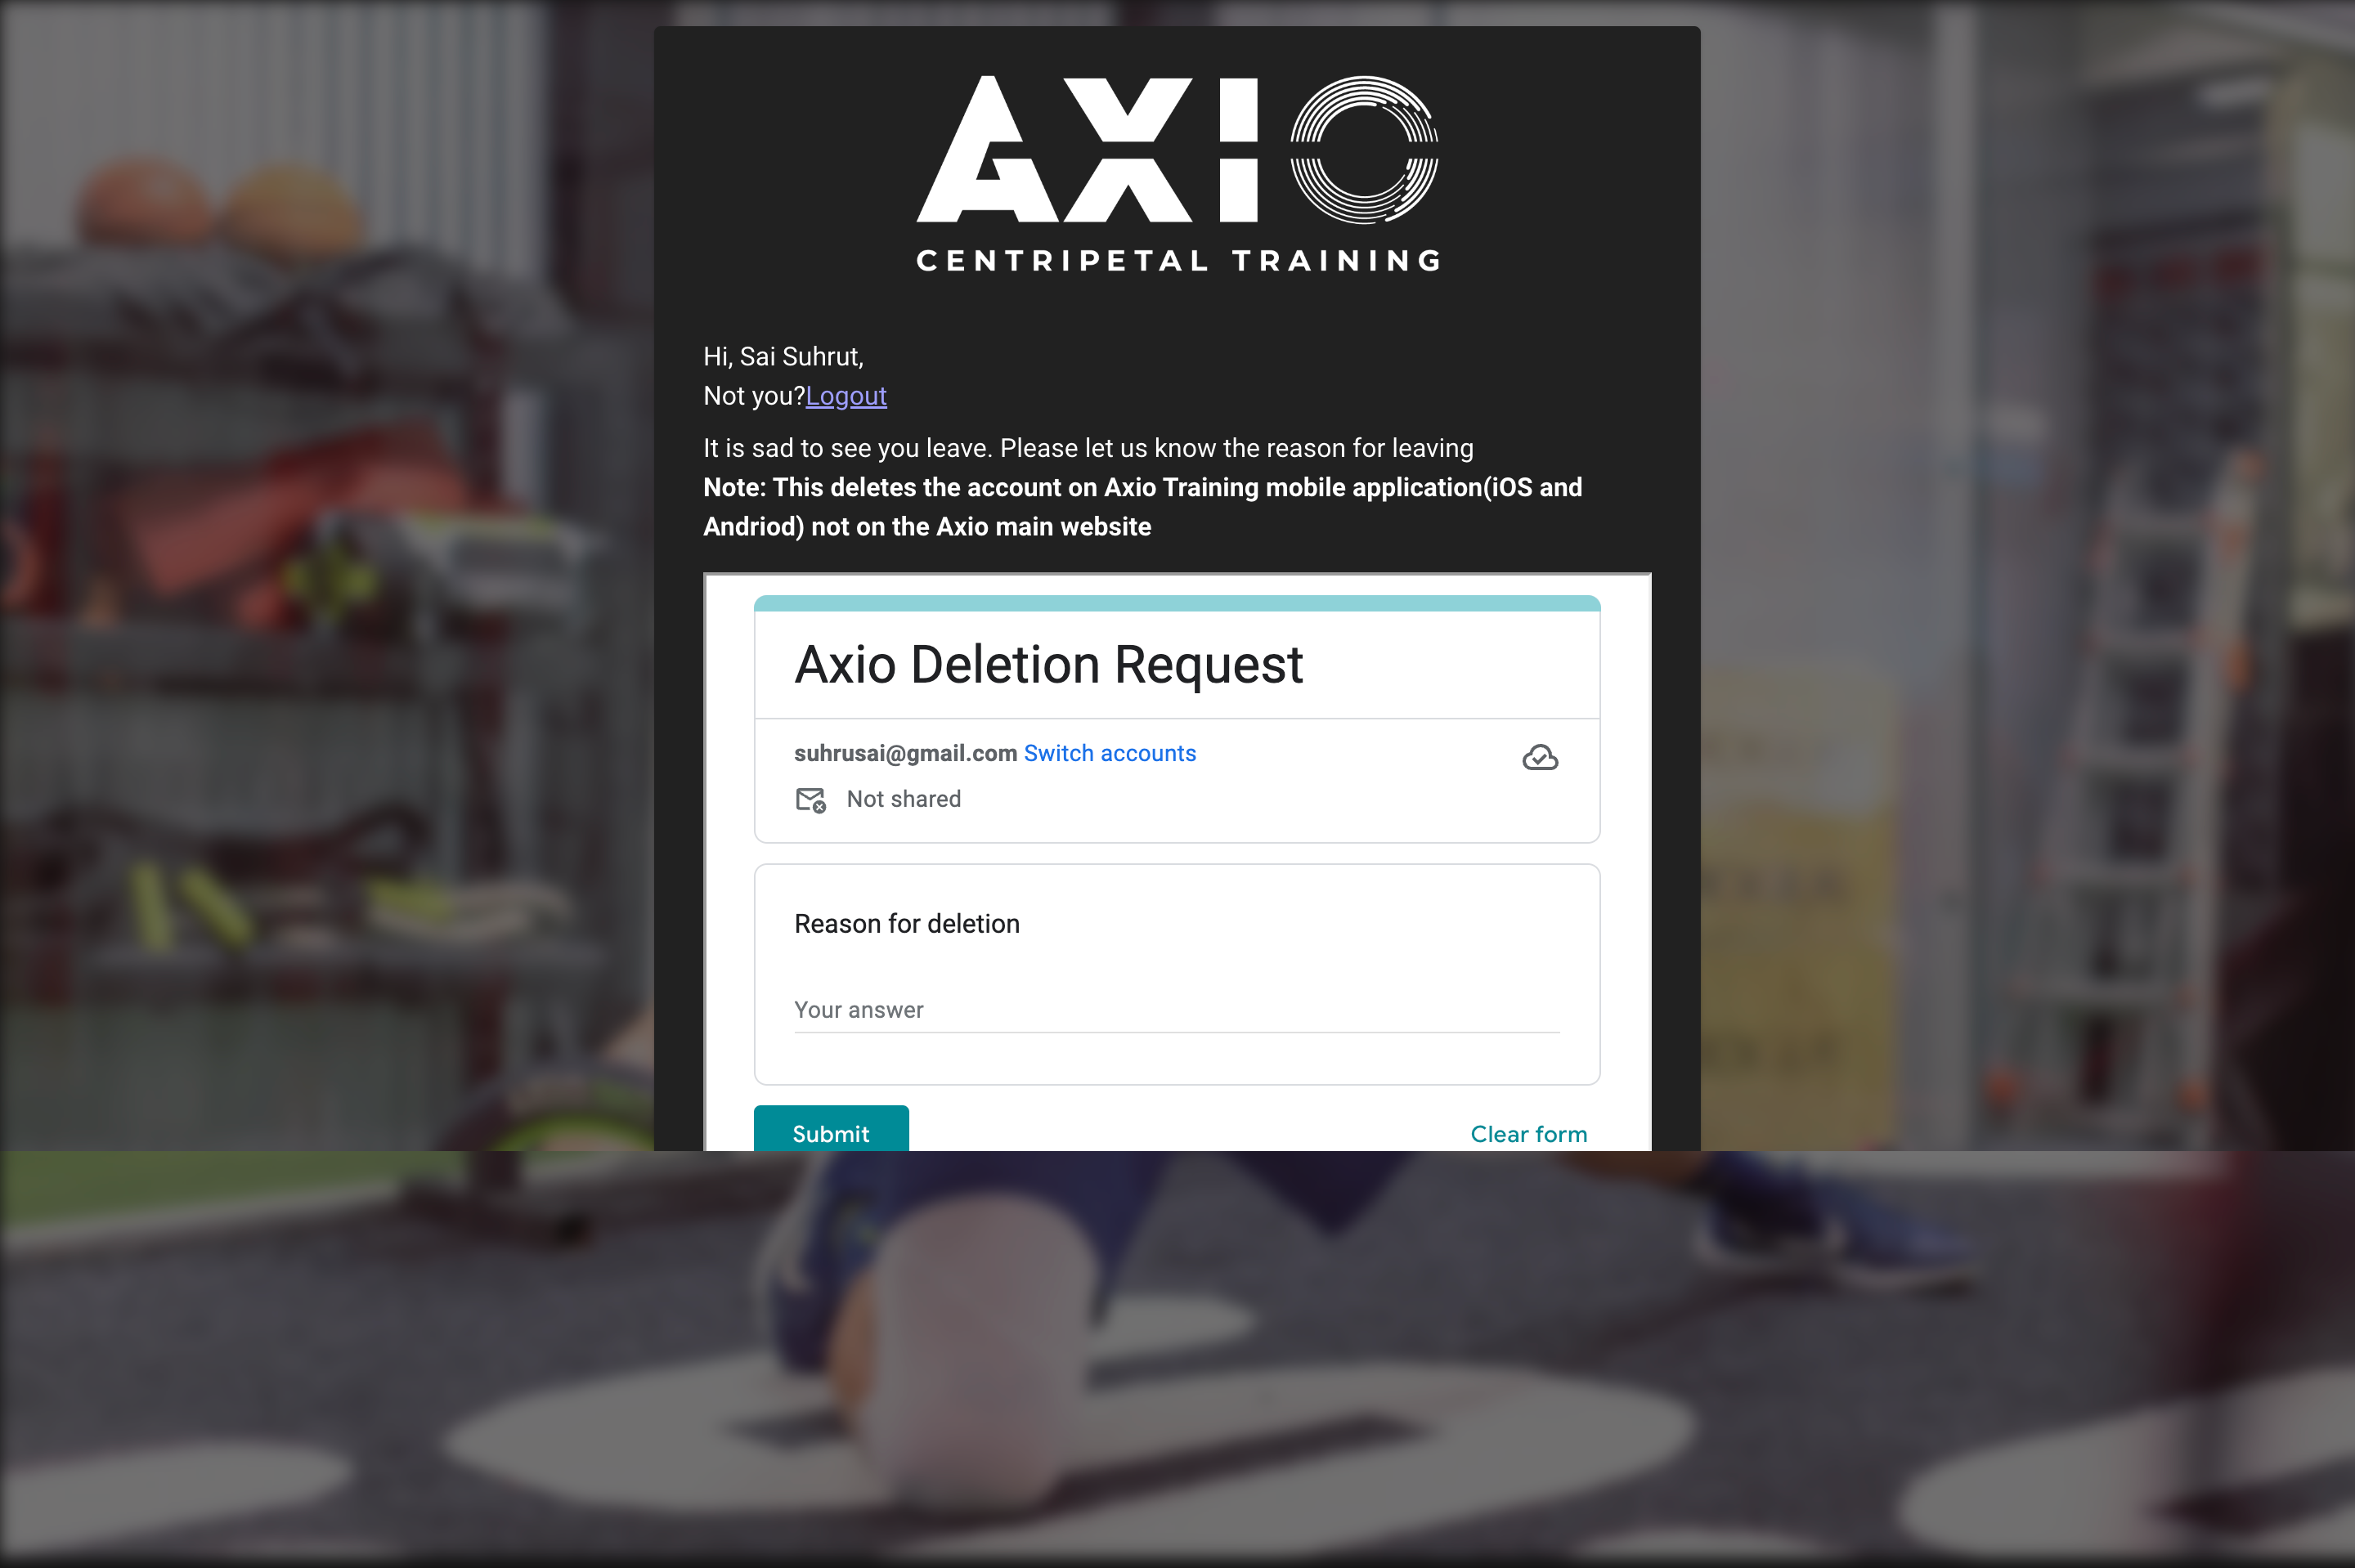 AXIO
CENTRIPETAL TRAINING
Hi, Sai Suhrut,
Not you?Logout
It is sad to see you leave. Please let us know the reason for leaving
Note: This deletes the account on Axio Training mobile application(iOS and
Andriod) not on the Axio main website
Axio Deletion Request
suhrusai@gmail.com Switch accounts
Not shared
Reason for deletion
Your answer
Submit
Clear form